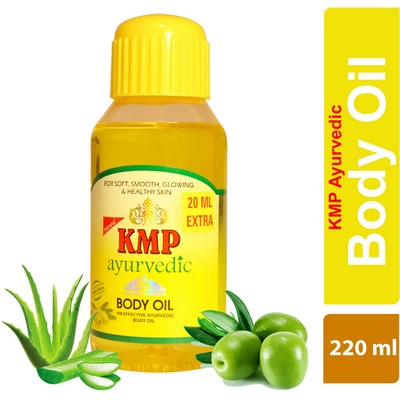 FOR SOFT, SMOOTH, GLOWING
& HEALTHY SKIN
20 ML
EXTRA
KMP
ayurvedic
BODY OIL
AN EFFECTIVE AYURVEDIC
BODY OIL
KMP Ayurvedic
Body Oil
220 ml